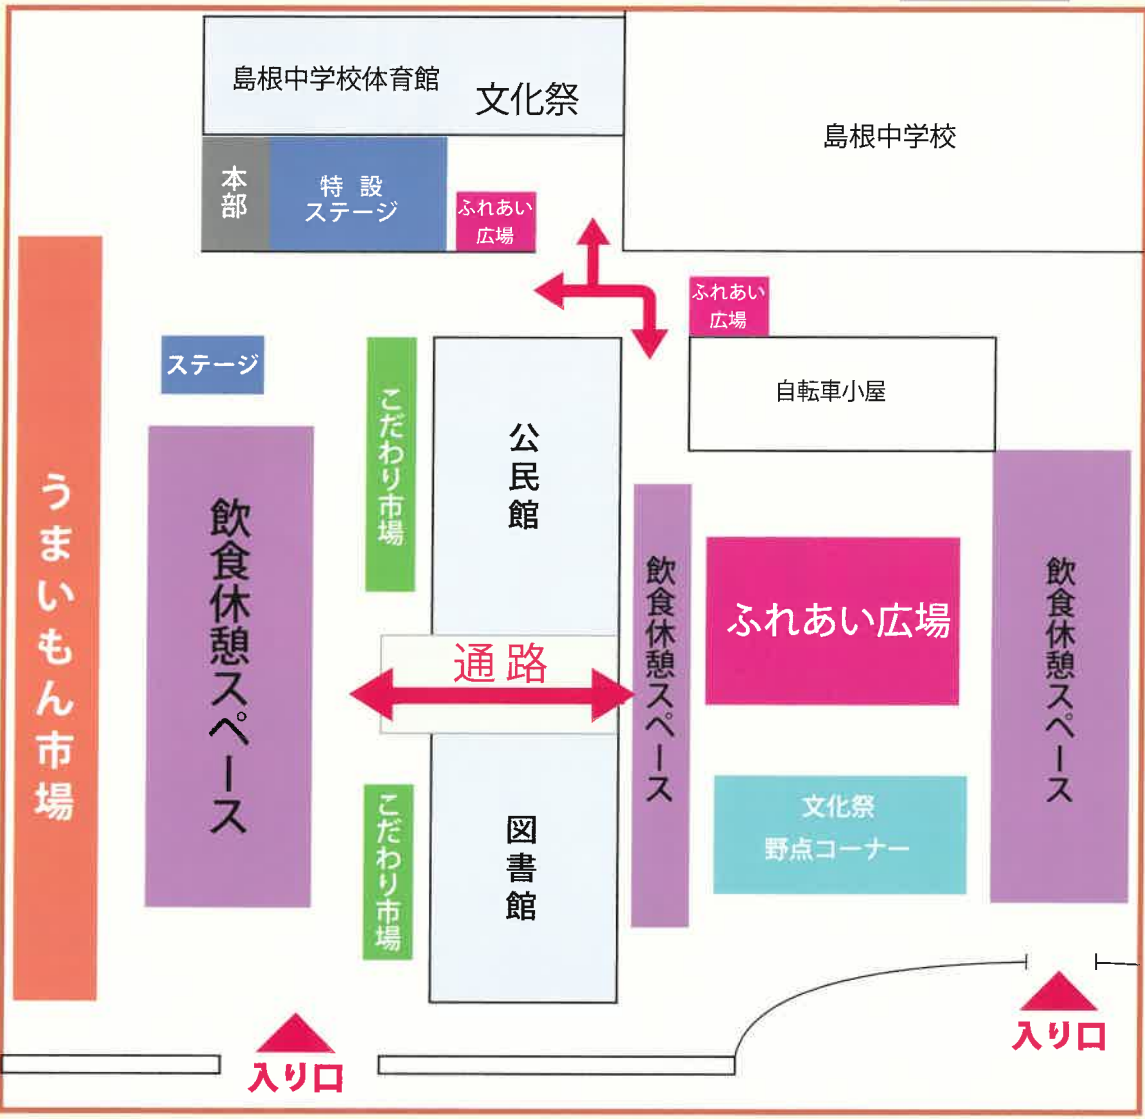 島根中学校体育館
文化祭
島根中学校
本部
特設
ステージ
ふれあい
広場
ふれあい
広場
ステージ
自転車小屋
こだわり市場
公民館
うまいもん市場
飲食休憩スペース
飲食休憩スペース
ふれあい広場
飲食休憩スペース
通路
こだわり市場
図書館
文化祭
野点コーナー
入り口
入り口